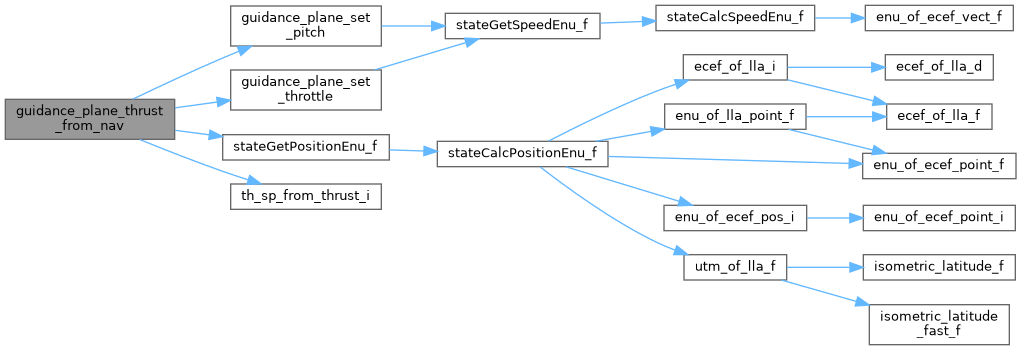 guidance_plane_thrust
_from_nav
guidance_plane_set
_pitch
guidance_plane_set
_throttle
stateGetPositionEnu_f
th_sp_from_thrust_i
stateGetSpeedEnu_f
stateCalcPositionEnu_f
stateCalcSpeedEnu_f
ecef_of_lla_i
enu_of_lla_point_f
enu_of_ecef_pos_i
utm_of_lla_f
enu_of_ecef_vect_f
ecef_of_lla_d
ecef_of_lla_f
enu_of_ecef_point_f
enu_of_ecef_point_i
isometric_latitude_f
isometric_latitude
_fast_f